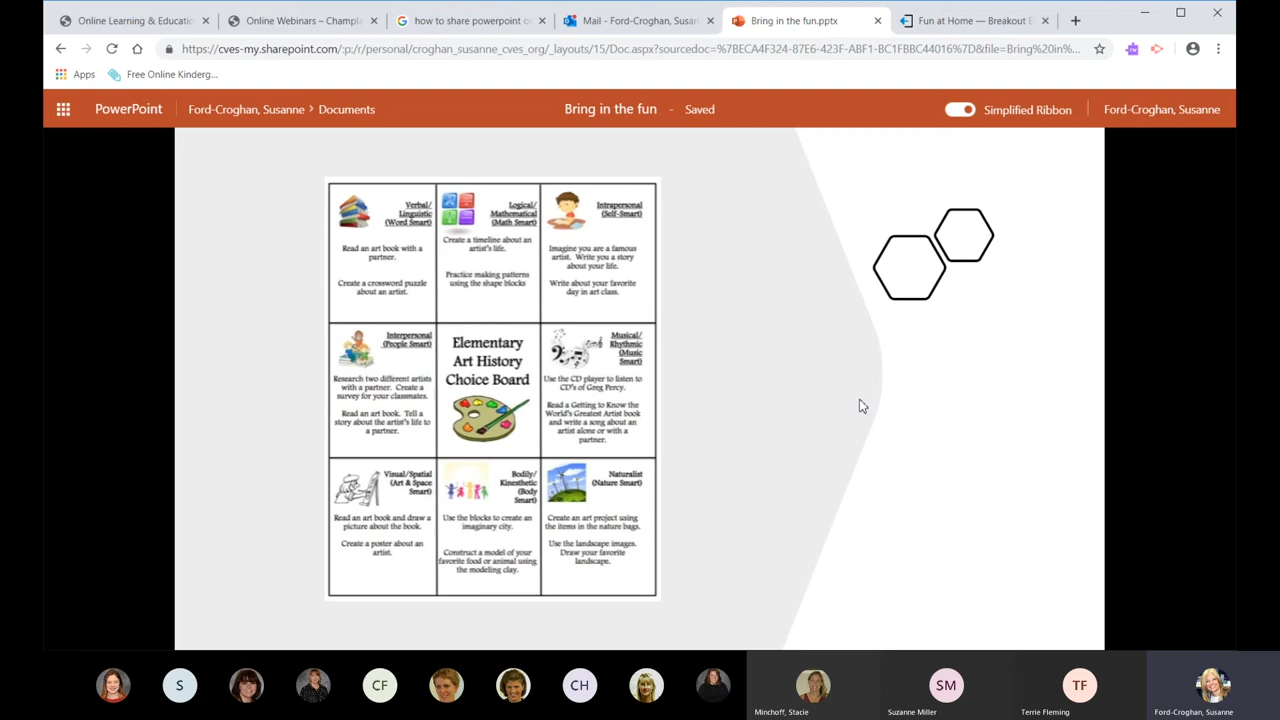 Online Learning & Educatio
Online Webinars – Champla
how to share powerpoint o
Mail - Ford-Croghan, Susan
Bring in the fun.pptx
Fun at Home — Breakout E
https://cves-my.sharepoint.com/:p:/r/personal/croghan_susanne_cves_org/_layouts/15/Doc.aspx?sourcedoc=%7BECA4F324-87E6-423F-ABF1-BC1FBBC44016%7D&file=Bring%20in%...
Apps
Free Online Kinderg...
PowerPoint
Ford-Croghan, Susanne > Documents
Bring in the fun - Saved
Simplified Ribbon
Ford-Croghan, Susanne
Verbal/
Linguistic
(Word Smart)
Read an art book with a
partner.
Create a crossword puzzle
about an artist.
Logical/
Mathematical
(Math Smart)
Create a timeline about an
artist's life.
Practice making patterns
using the shape blocks
Intrapersonal
(Self-Smart)
Imagine you are a famous
artist. Write you a story
about your life.
Write about your favorite
day in art class.
Interpersonal
(People Smart)
Research two different artists
with a partner. Create a
survey for your classmates.
Read an art book. Tell a
story about the artist's life to
a partner.
Elementary
Art History
Choice Board
Musical/
Rhythmic
(Music
Smart)
Use the CD player to listen to
CD's of Greg Percy.
Read a Getting to Know the
World's Greatest Artist book
and write a song about an
artist alone or with a
partner.
Visual/Spatial
(Art & Space
Smart)
Read an art book and draw a
picture about the book.
Create a poster about an
artist.
Bodily/
Kinesthetic
(Body
Smart)
Use the blocks to create an
imaginary city.
Construct a model of your
favorite food or animal using
the modeling clay.
Naturalist
(Nature Smart)
Create an art project using
the items in the nature bags.
Use the landscape images.
Draw your favorite
landscape.
S
CF
CH
SM
TF
Minchoff, Stacie
Suzanne Miller
Terrie Fleming
Ford-Croghan, Susanne